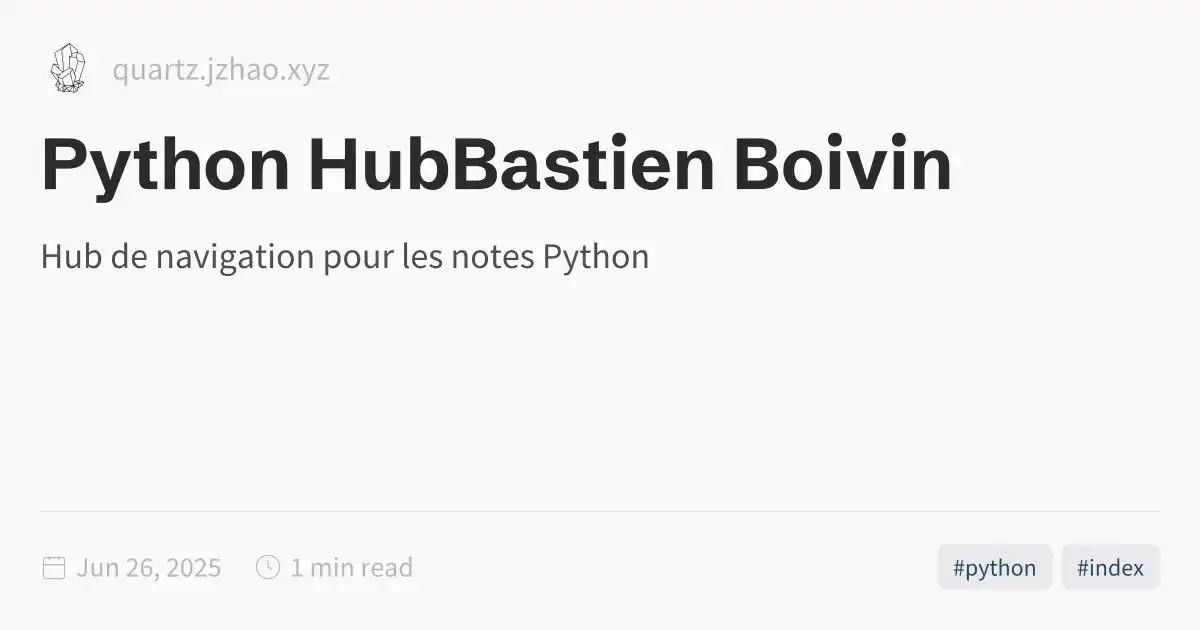 quartz.jzhao.xyz
Python HubBastien Boivin
Hub de navigation pour les notes Python
Jun 26, 2025 1 min read #python #index